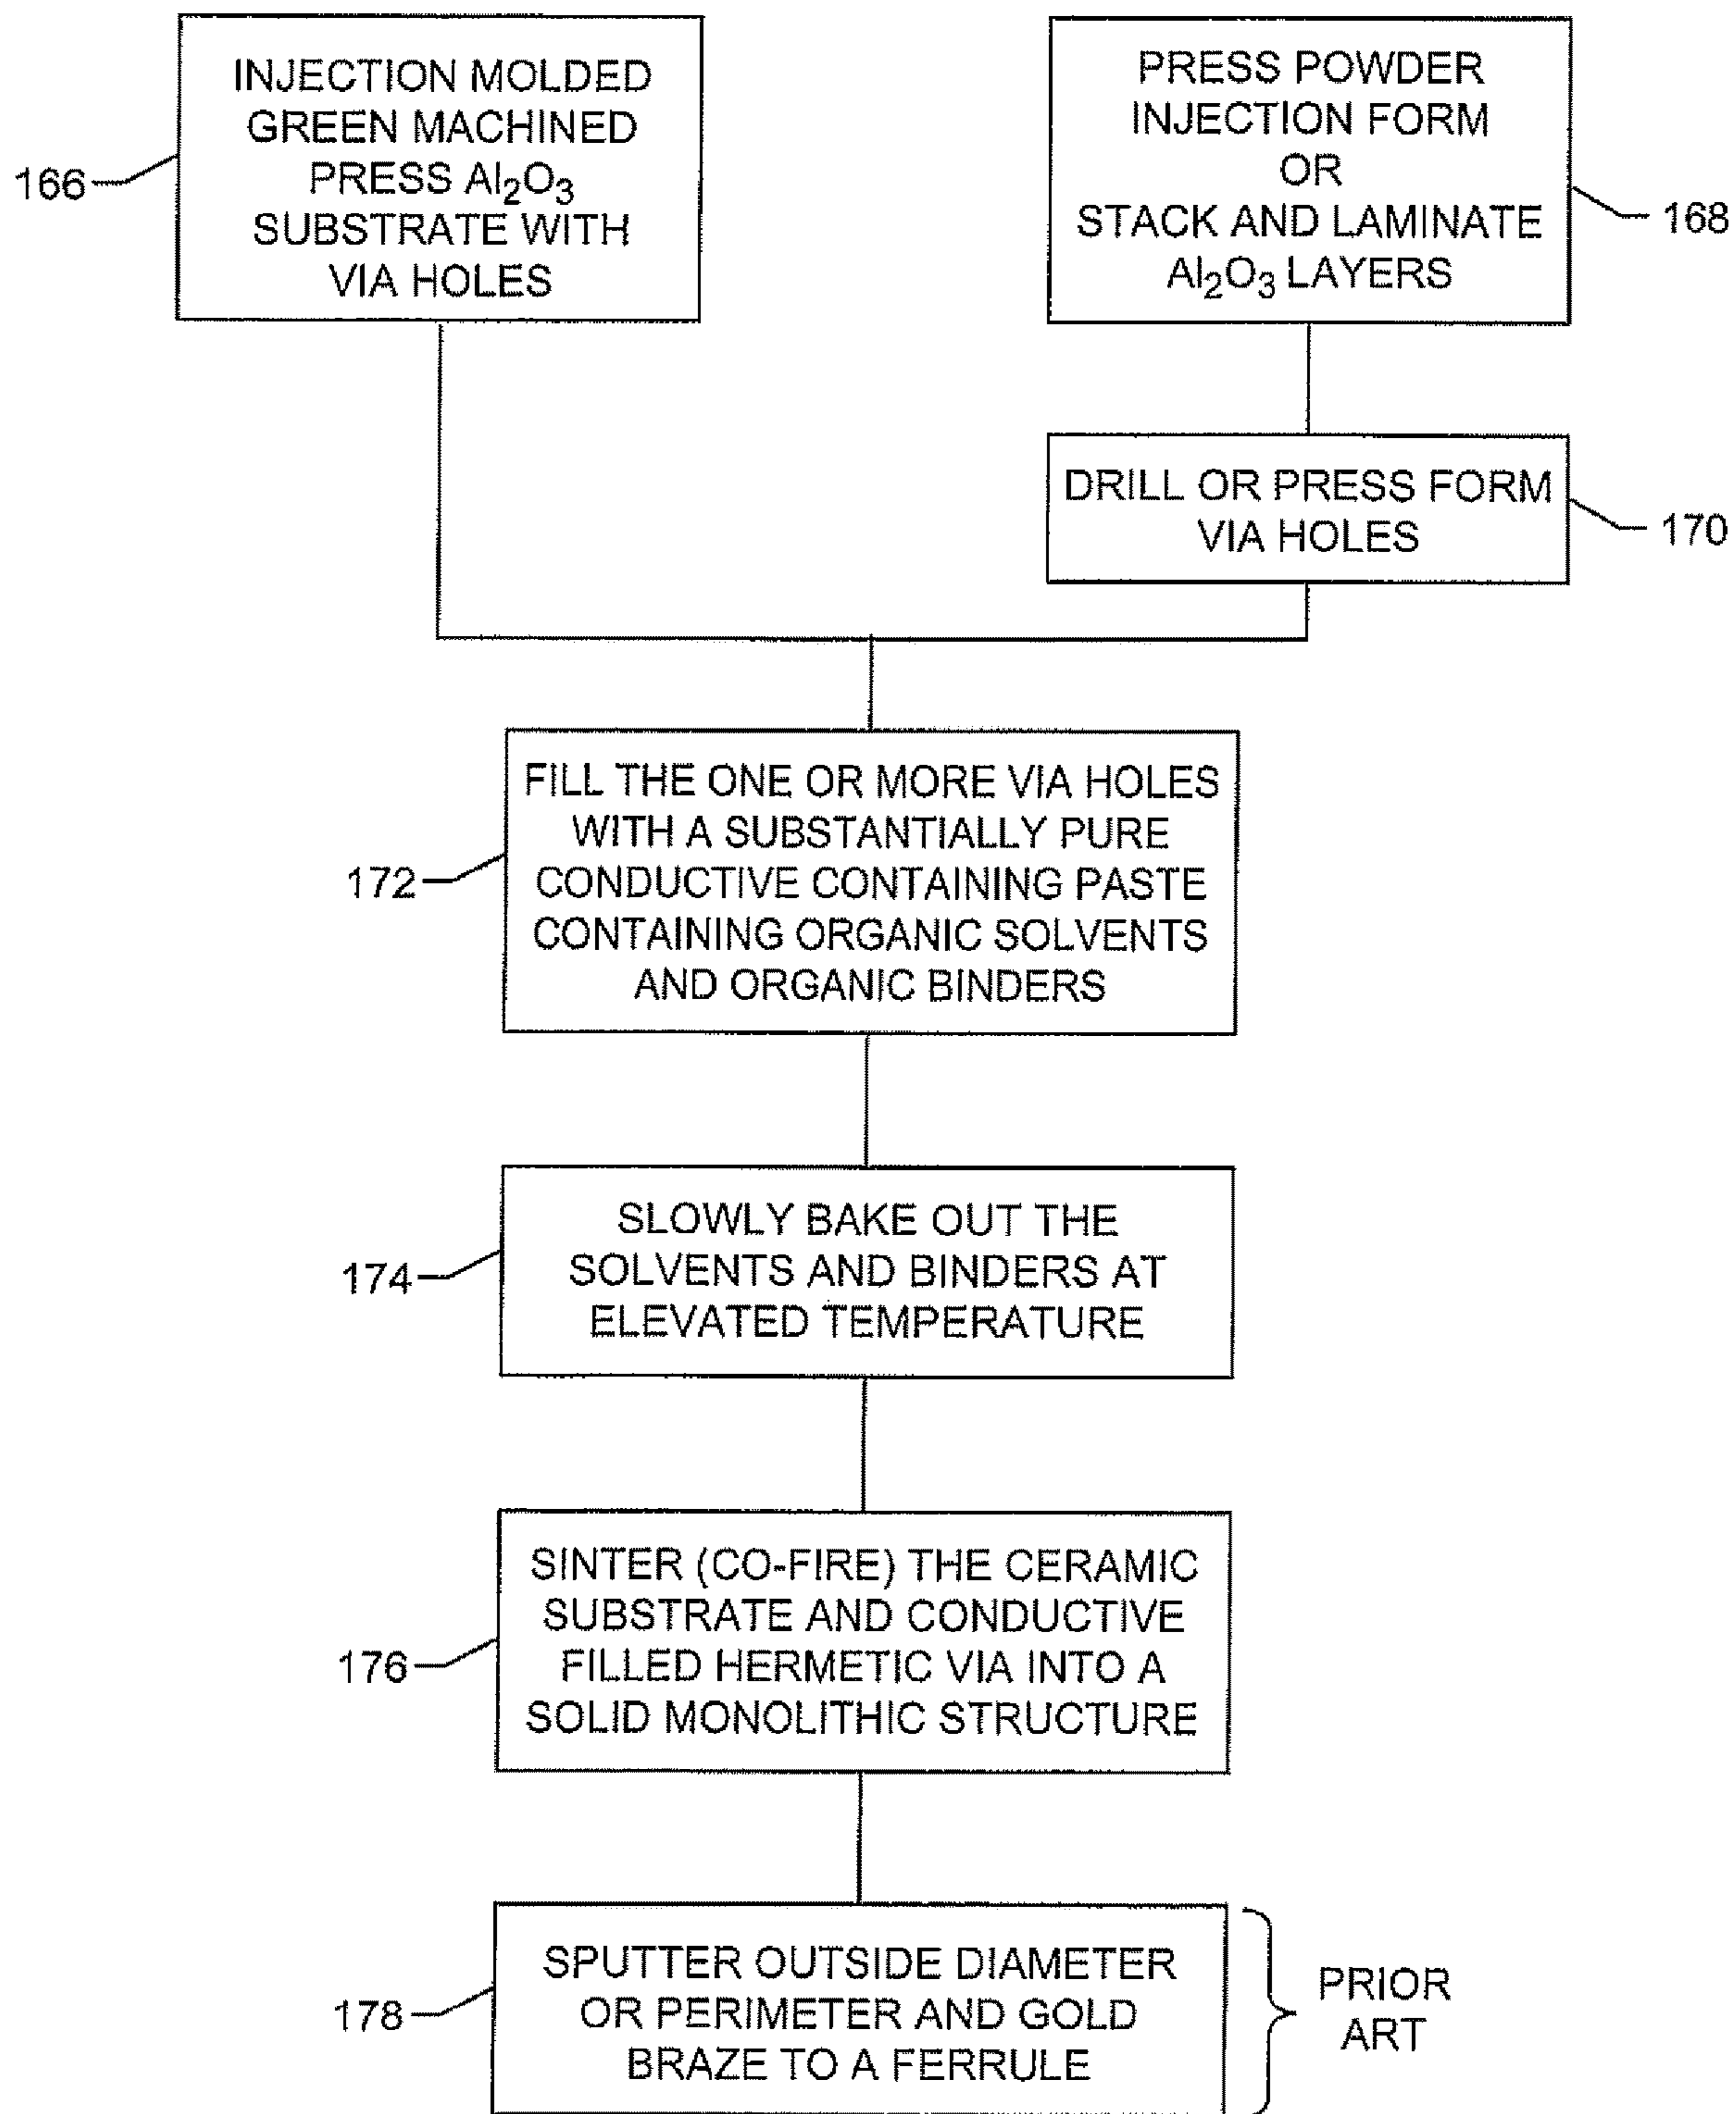 INJECTION MOLDED
GREEN MACHINED
PRESS Al₂O₃
SUBSTRATE WITH
VIA HOLES
166
PRESS POWDER
INJECTION FORM
OR
STACK AND LAMINATE
Al₂O₃ LAYERS
168
DRILL OR PRESS FORM
VIA HOLES
170
FILL THE ONE OR MORE VIA HOLES
WITH A SUBSTANTIALLY PURE
CONDUCTIVE CONTAINING PASTE
CONTAINING ORGANIC SOLVENTS
AND ORGANIC BINDERS
172
SLOWLY BAKE OUT THE
SOLVENTS AND BINDERS AT
ELEVATED TEMPERATURE
174
SINTER (CO-FIRE) THE CERAMIC
SUBSTRATE AND CONDUCTIVE
FILLED HERMETIC VIA INTO A
SOLID MONOLITHIC STRUCTURE
176
SPUTTER OUTSIDE DIAMETER
OR PERIMETER AND GOLD
BRAZE TO A FERRULE
178
PRIOR
ART